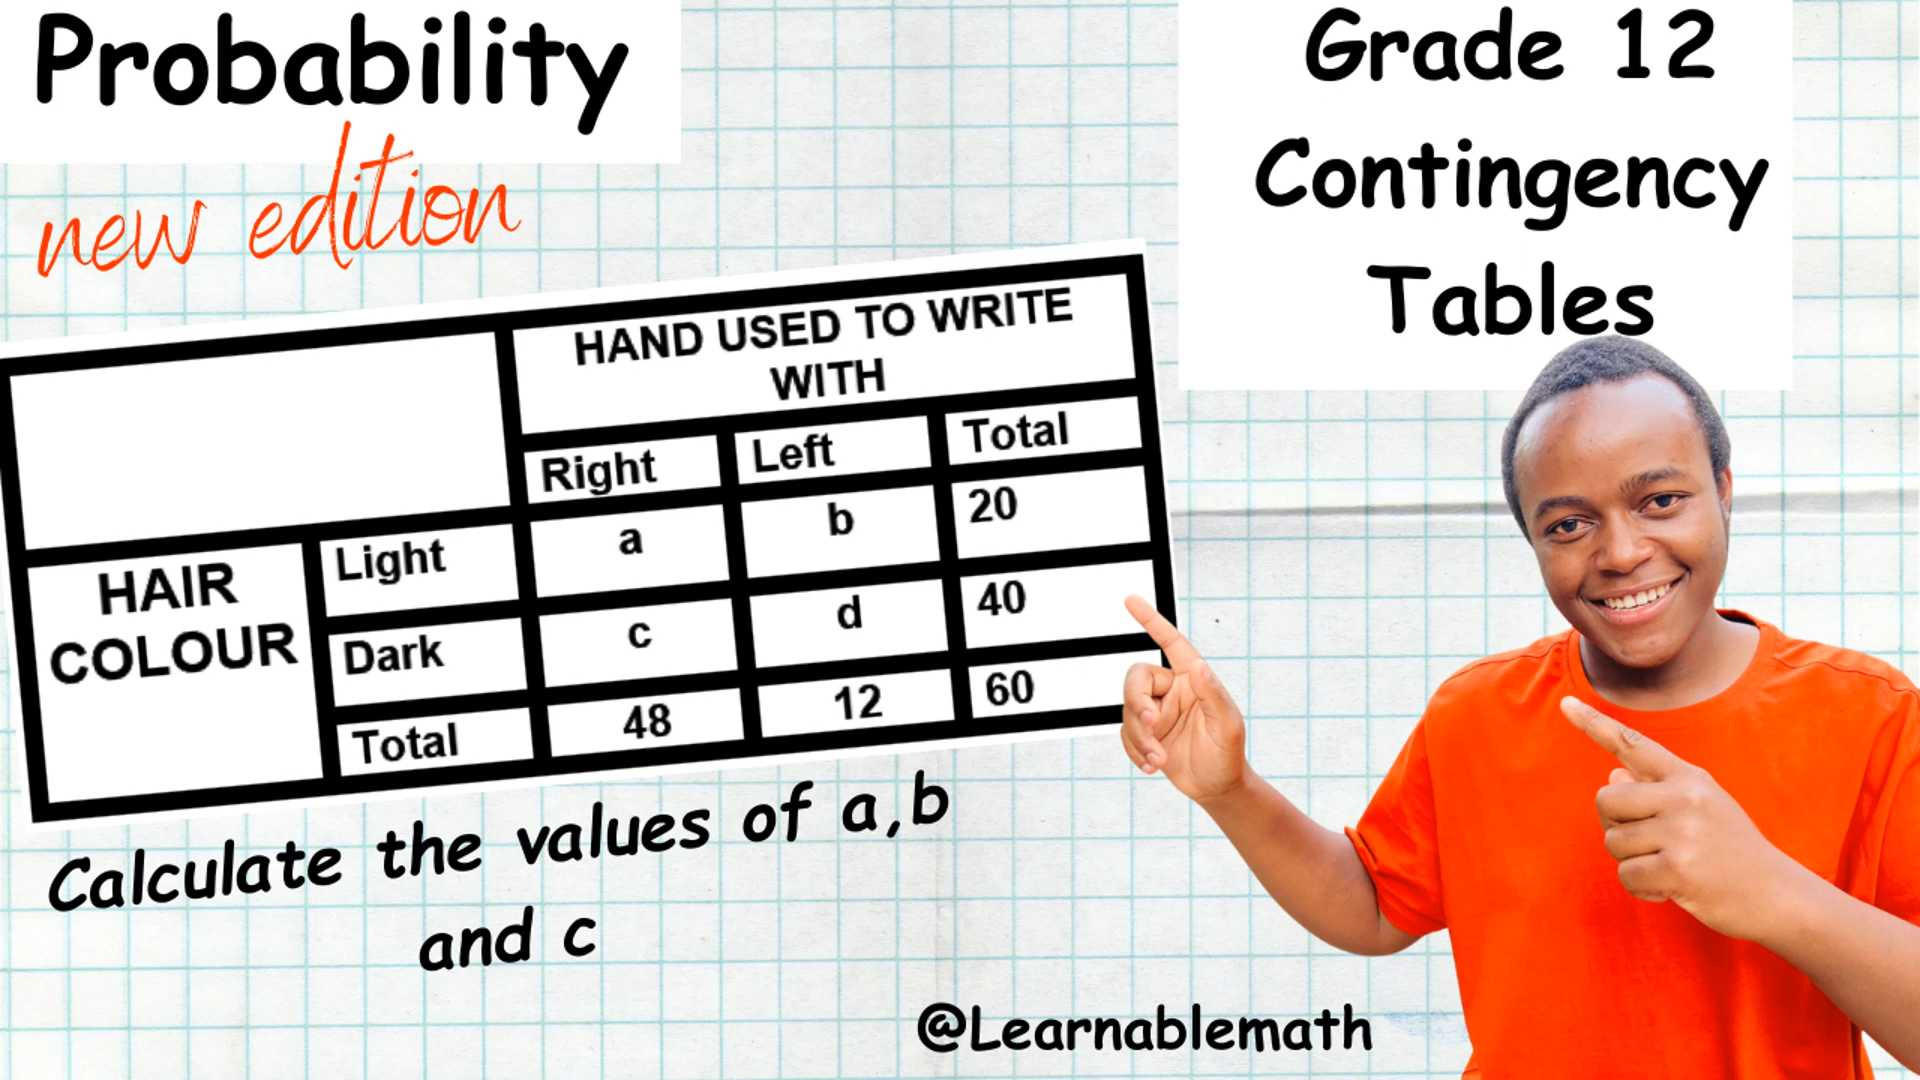 Probability
new edition
Grade 12
Contingency
Tables
HAND USED TO WRITE
WITH
Right Left Total
HAIR
COLOUR
Light a b 20
Dark c d 40
Total 48 12 60
Calculate the values of a,b
and c
@Learnablemath